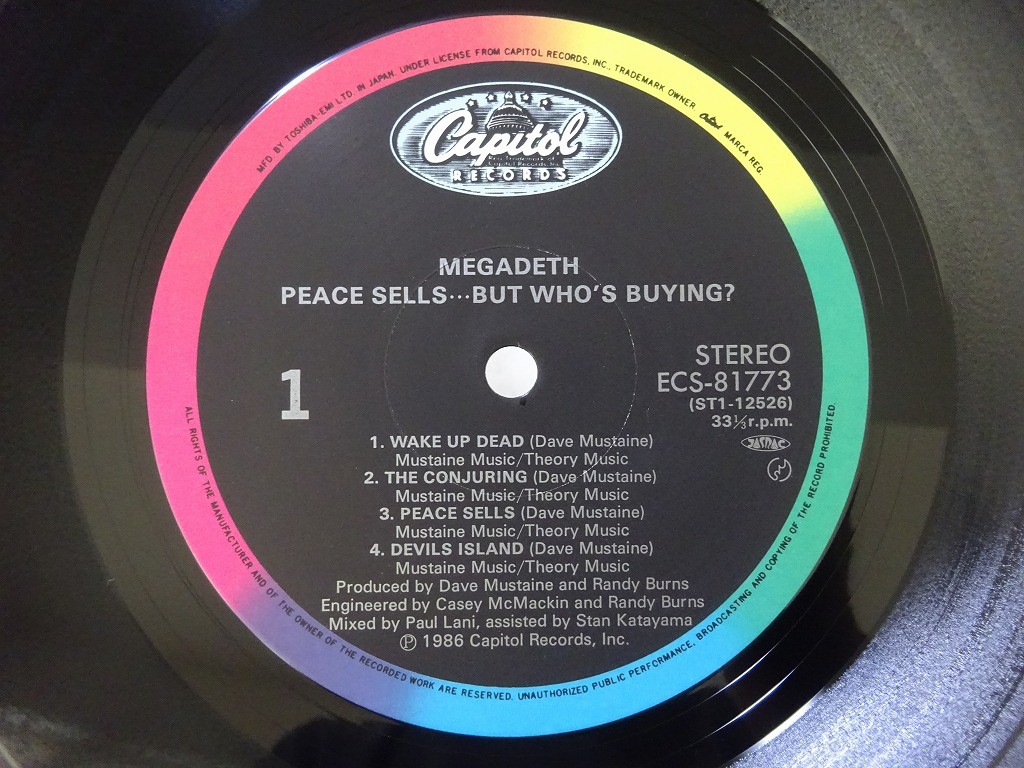 MFD. BY TOSHIBA-EMI LTD. IN JAPAN. UNDER LICENSE FROM CAPITOL RECORDS, INC., TRADEMARK OWNER. Capitol MARCA REG.
Capitol
Reg. Trademark of
Capitol Records, Inc.
RECORDS
MEGADETH
PEACE SELLS···BUT WHO'S BUYING?
STEREO
ECS-81773
(ST1-12526)
33⅓r.p.m.
JASRAC
1
1. WAKE UP DEAD (Dave Mustaine)
Mustaine Music/Theory Music
2. THE CONJURING (Dave Mustaine)
Mustaine Music/Theory Music
3. PEACE SELLS (Dave Mustaine)
Mustaine Music/Theory Music
4. DEVILS ISLAND (Dave Mustaine)
Mustaine Music/Theory Music
Produced by Dave Mustaine and Randy Burns
Engineered by Casey McMackin and Randy Burns
Mixed by Paul Lani, assisted by Stan Katayama
℗ 1986 Capitol Records, Inc.
ALL RIGHTS OF THE MANUFACTURER AND OF THE OWNER OF THE RECORDED WORK ARE RESERVED. UNAUTHORIZED PUBLIC PERFORMANCE, BROADCASTING AND COPYING OF THE RECORD PROHIBITED.